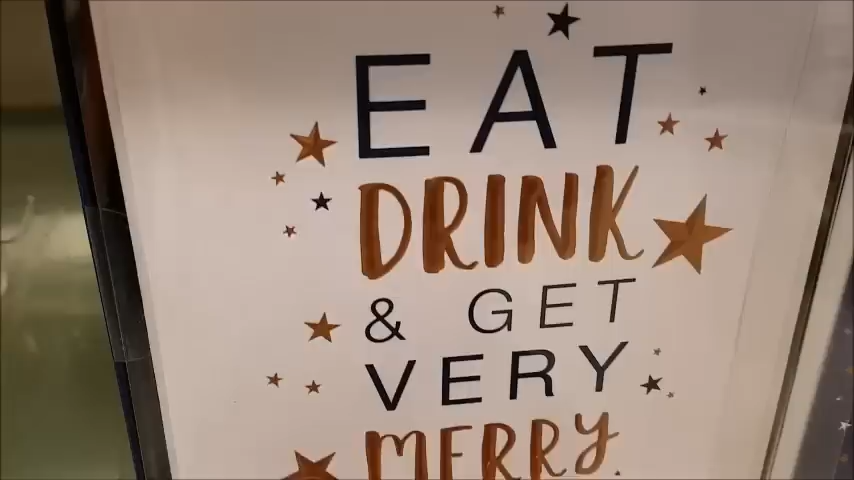 EAT
DRINK
& GET
VERY
MERRY.